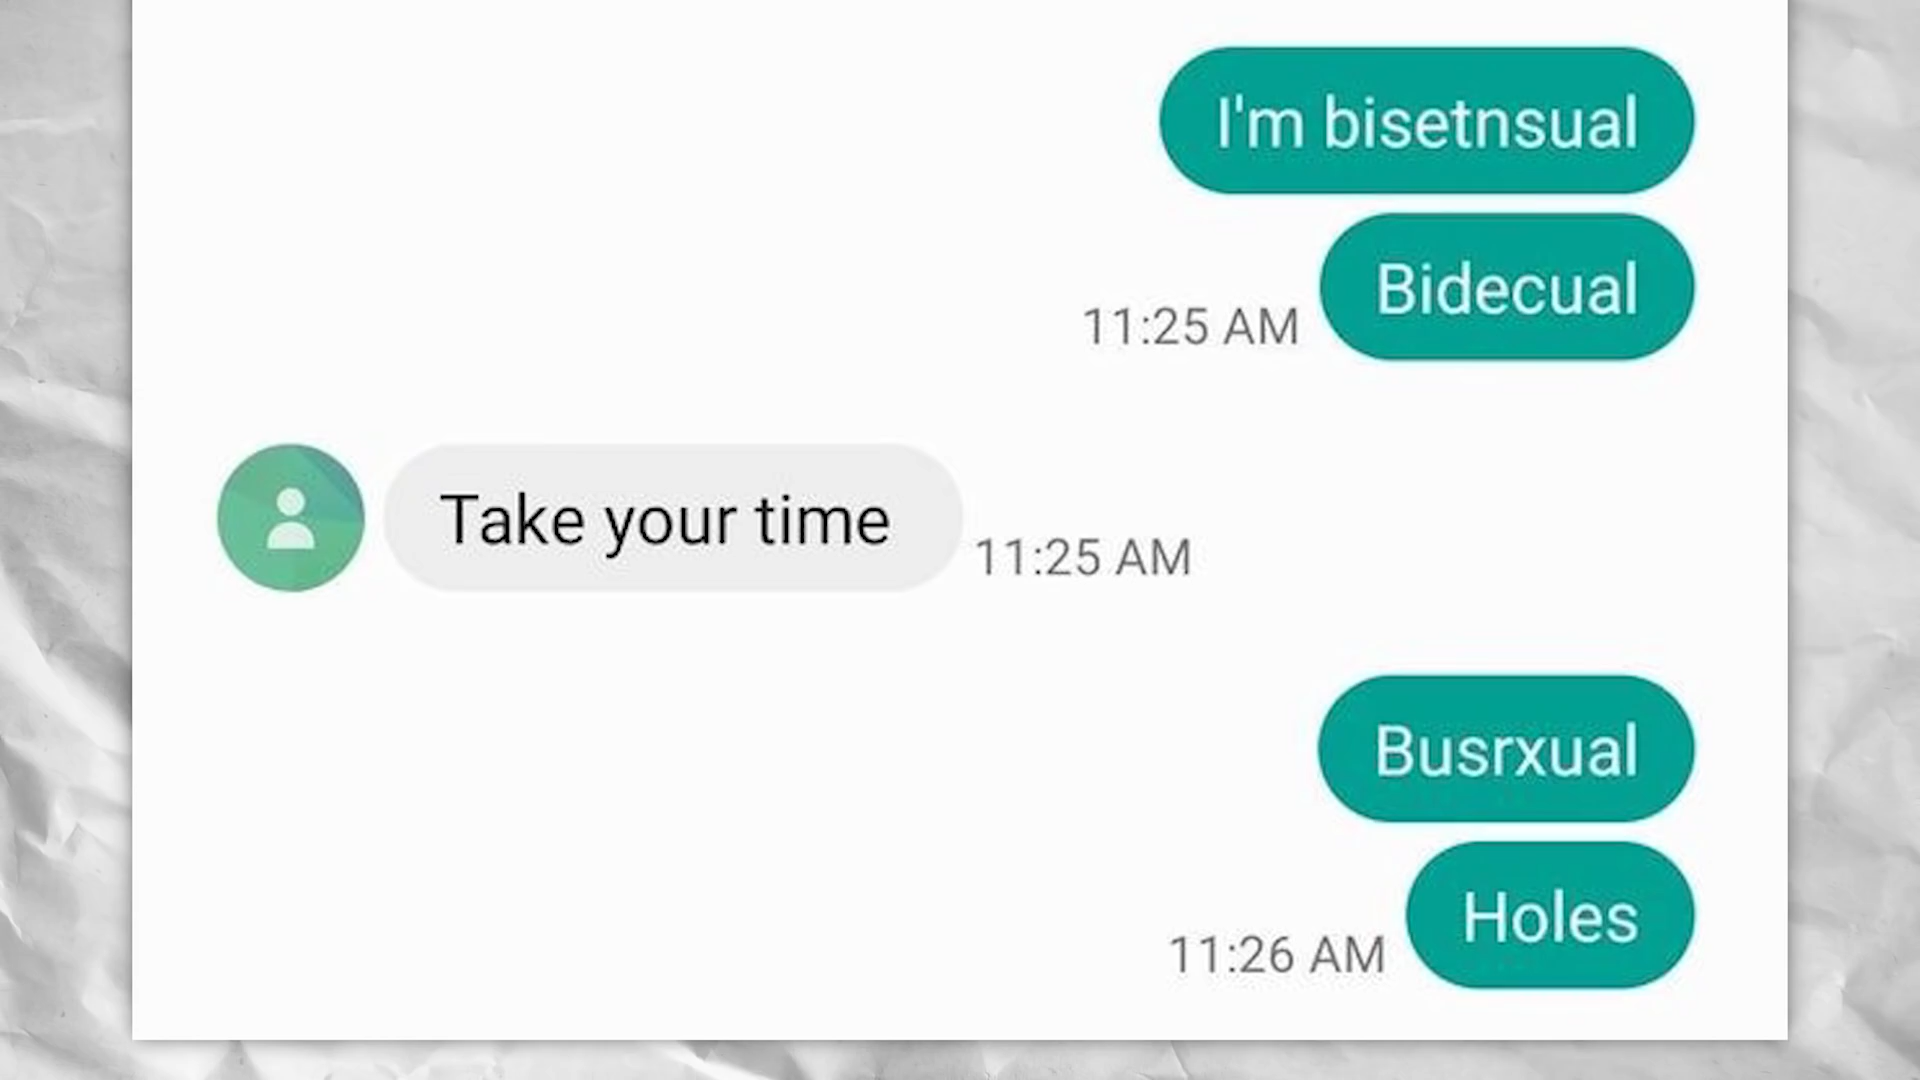 I'm bisetnsual
Bidecual
11:25 AM
Take your time
11:25 AM
Busrxual
Holes
11:26 AM